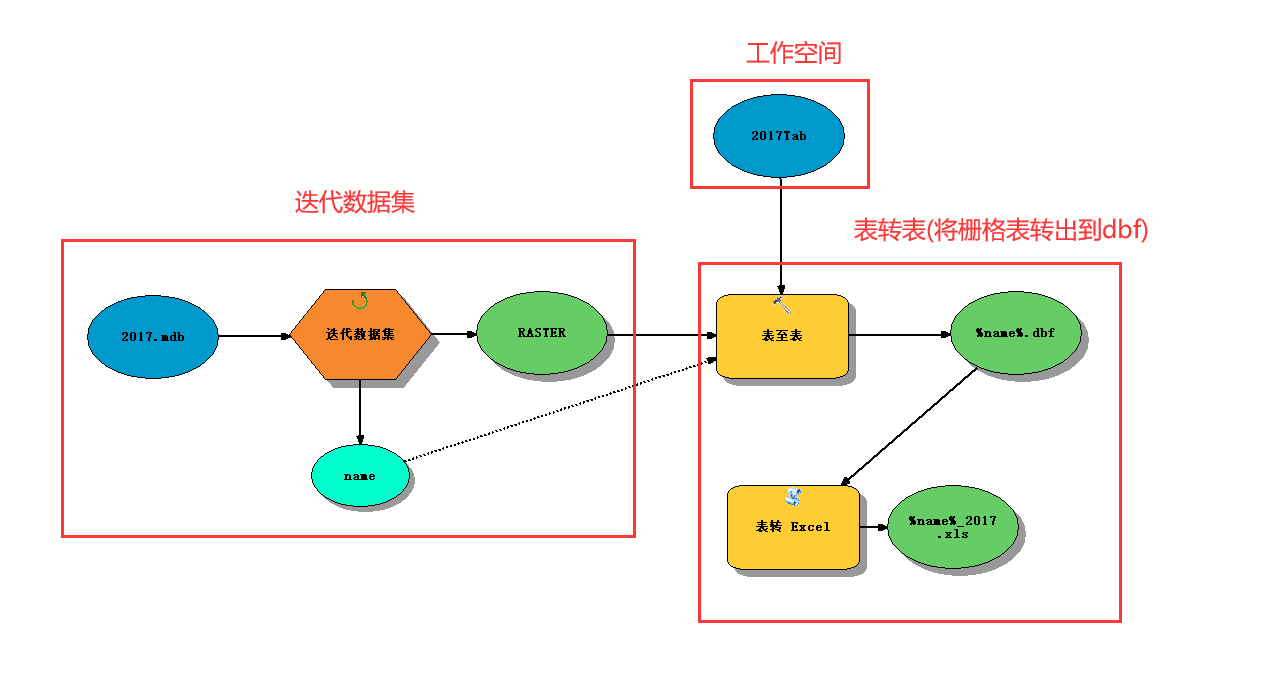 工作空间
2017Tab
迭代数据集
表转表(将栅格表转出到dbf)
2017.mdb
迭代数据集
RASTER
表至表
%name%.dbf
name
表转 Excel
%name%_2017
.xls